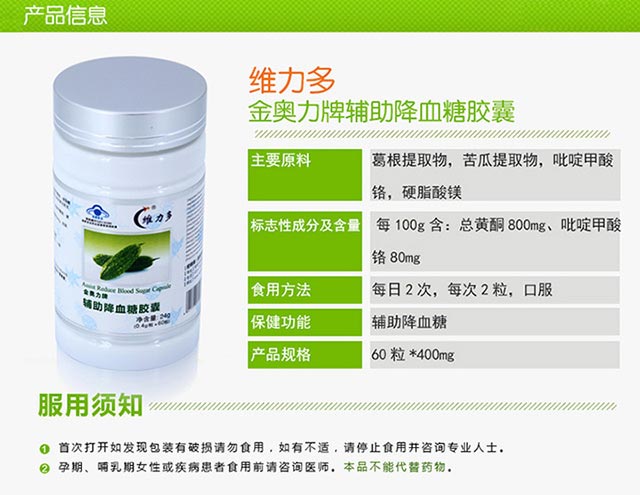 产品信息
维力多
金奥力牌辅助降血糖胶囊
主要原料
葛根提取物，苦瓜提取物，吡啶甲酸
铬，硬脂酸镁
标志性成分及含量
每100g含：总黄酮800mg、吡啶甲酸
铬80mg
食用方法
每日2次，每次2粒，口服
保健功能
辅助降血糖
产品规格
60粒*400mg
维力多
Assist Reduce Blood Sugar Capsule
金奥力牌
辅助降血糖胶囊
净含量: 24g
(0.4g/粒×60粒)
服用须知
1 首次打开如发现包装有破损请勿食用，如有不适，请停止食用并咨询专业人士。
2 孕期、哺乳期女性或疾病患者食用前请咨询医师。本品不能代替药物。